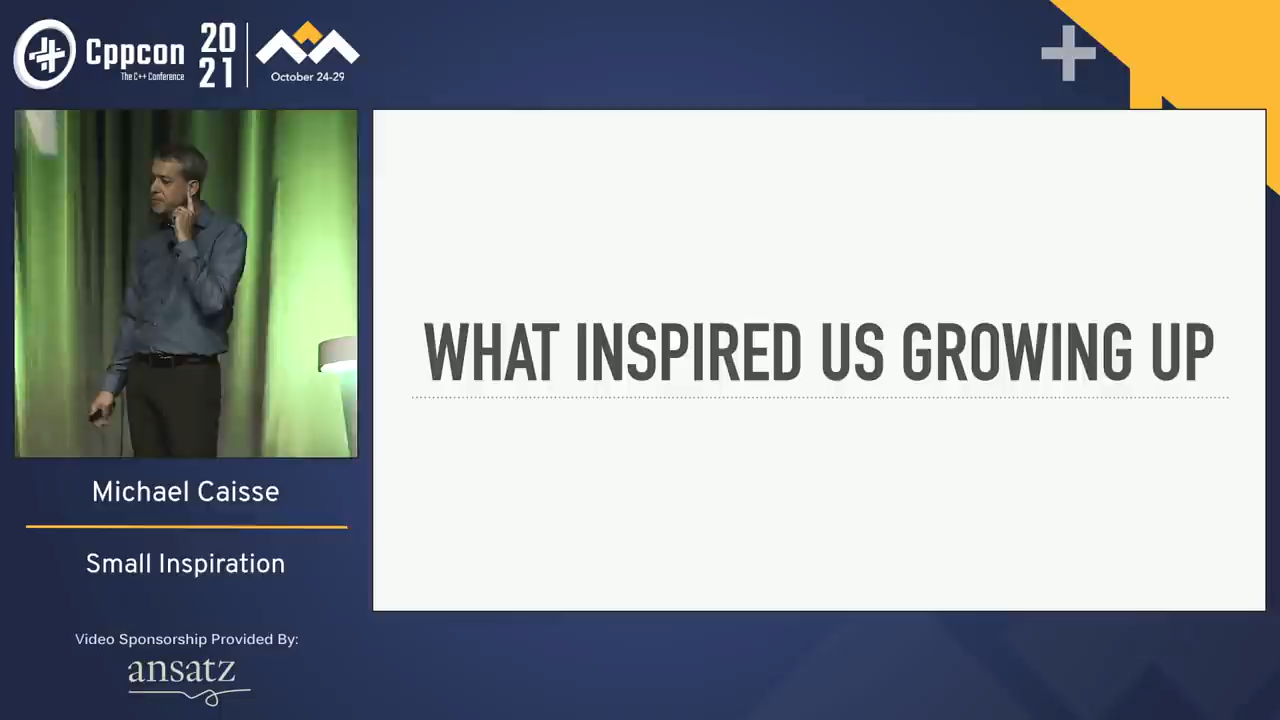 Cppcon
The C++ Conference
20
21
October 24-29
WHAT INSPIRED US GROWING UP
Michael Caisse
Small Inspiration
Video Sponsorship Provided By:
ansatz